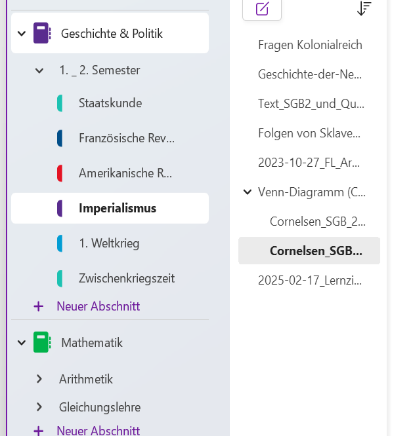 Geschichte & Politik
1. _ 2. Semester
Staatskunde
Französische Rev...
Amerikanische R...
Imperialismus
1. Weltkrieg
Zwischenkriegszeit
+ Neuer Abschnitt
Mathematik
Arithmetik
Gleichungslehre
+ Neuer Abschnitt
Fragen Kolonialreich
Geschichte-der-Ne...
Text_SGB2_und_Qu...
Folgen von Sklave...
2023-10-27_FL_Ar...
Venn-Diagramm (C...
Cornelsen_SGB_2...
Cornelsen_SGB...
2025-02-17_Lernzi...